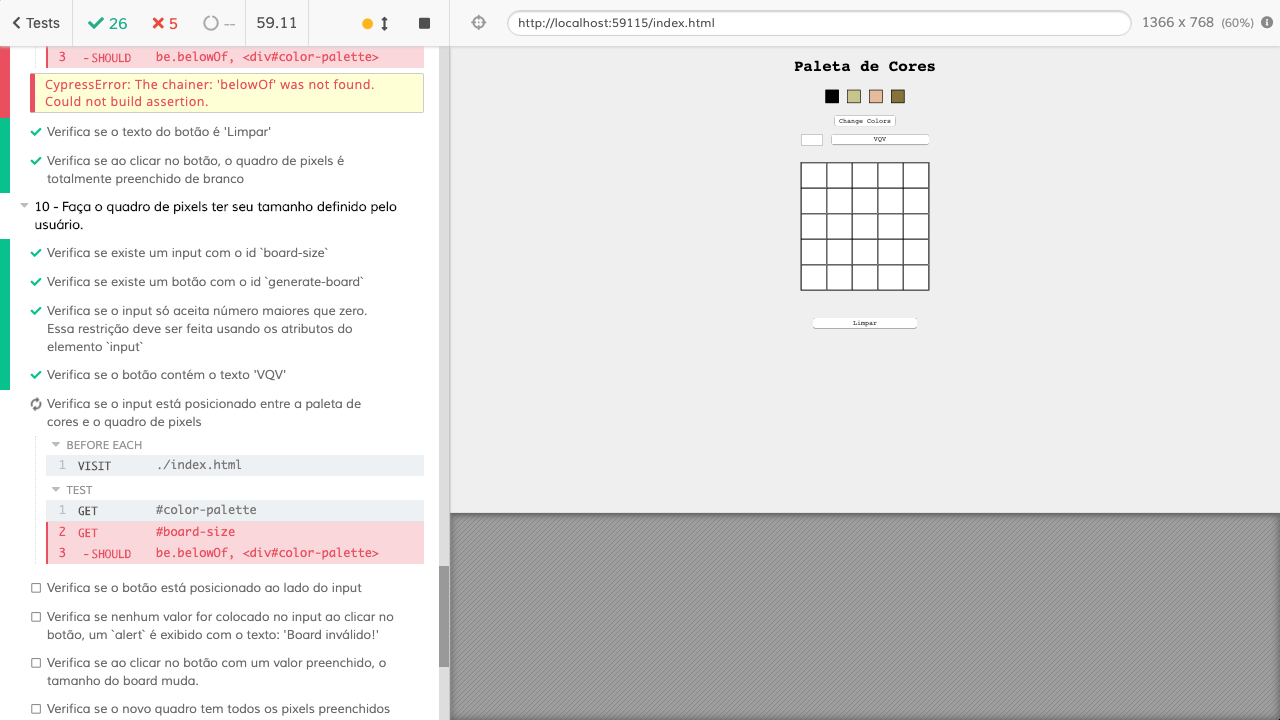 Tests
26
5
--
59.11
http://localhost:59115/index.html
1366 x 768 (60%)
3 -SHOULD be.belowOf, <div#color-palette>
CypressError: The chainer: 'belowOf' was not found.
Could not build assertion.
Verifica se o texto do botão é 'Limpar'
Verifica se ao clicar no botão, o quadro de pixels é
totalmente preenchido de branco
10 - Faça o quadro de pixels ter seu tamanho definido pelo
usuário.
Verifica se existe um input com o id `board-size`
Verifica se existe um botão com o id `generate-board`
Verifica se o input só aceita número maiores que zero.
Essa restrição deve ser feita usando os atributos do
elemento `input`
Verifica se o botão contém o texto 'VQV'
Verifica se o input está posicionado entre a paleta de
cores e o quadro de pixels
BEFORE EACH
1 VISIT ./index.html
TEST
1 GET #color-palette
2 GET #board-size
3 -SHOULD be.belowOf, <div#color-palette>
Verifica se o botão está posicionado ao lado do input
Verifica se nenhum valor for colocado no input ao clicar no
botão, um `alert` é exibido com o texto: 'Board inválido!'
Verifica se ao clicar no botão com um valor preenchido, o
tamanho do board muda.
Verifica se o novo quadro tem todos os pixels preenchidos
Paleta de Cores
Change Colors
VQV
Limpar